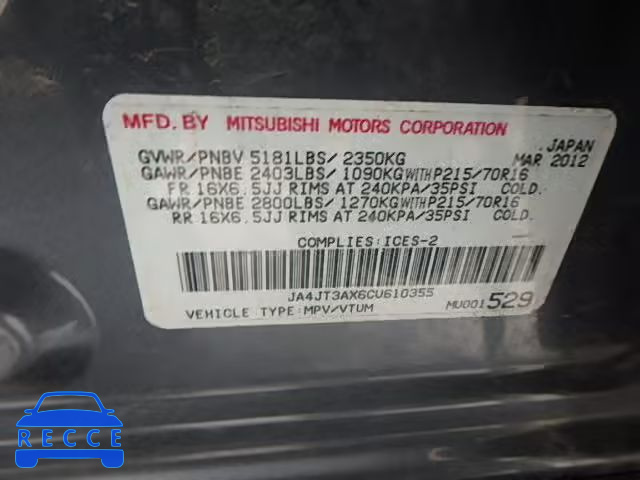 MFD. BY MITSUBISHI MOTORS CORPORATION
JAPAN
GVWR/PNBV 5181LBS/2350KG MAR 2012
GAWR/PNBE 2403LBS/1090KG WITH P215/70R16
FR 16X6.5JJ RIMS AT 240KPA/35PSI COLD.
GAWR/PNBE 2800LBS/1270KG WITH P215/70R16
RR 16X6.5JJ RIMS AT 240KPA/35PSI COLD.
COMPLIES:ICES-2
JA4JT3AX6CU610355
VEHICLE TYPE:MPV/VTUM
MU001529
RECCE